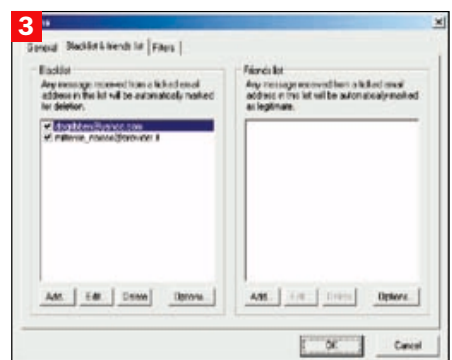 3
General Blacklist & friends list Filters
Blacklist
Any message received from a ticked email
address in this list will be automatically marked
for deletion.
Friends list
Any message received from a ticked email
address in this list will be automatically marked
as legitimate.
Add... Edit... Delete Options...
Add... Edit... Delete Options...
OK Cancel